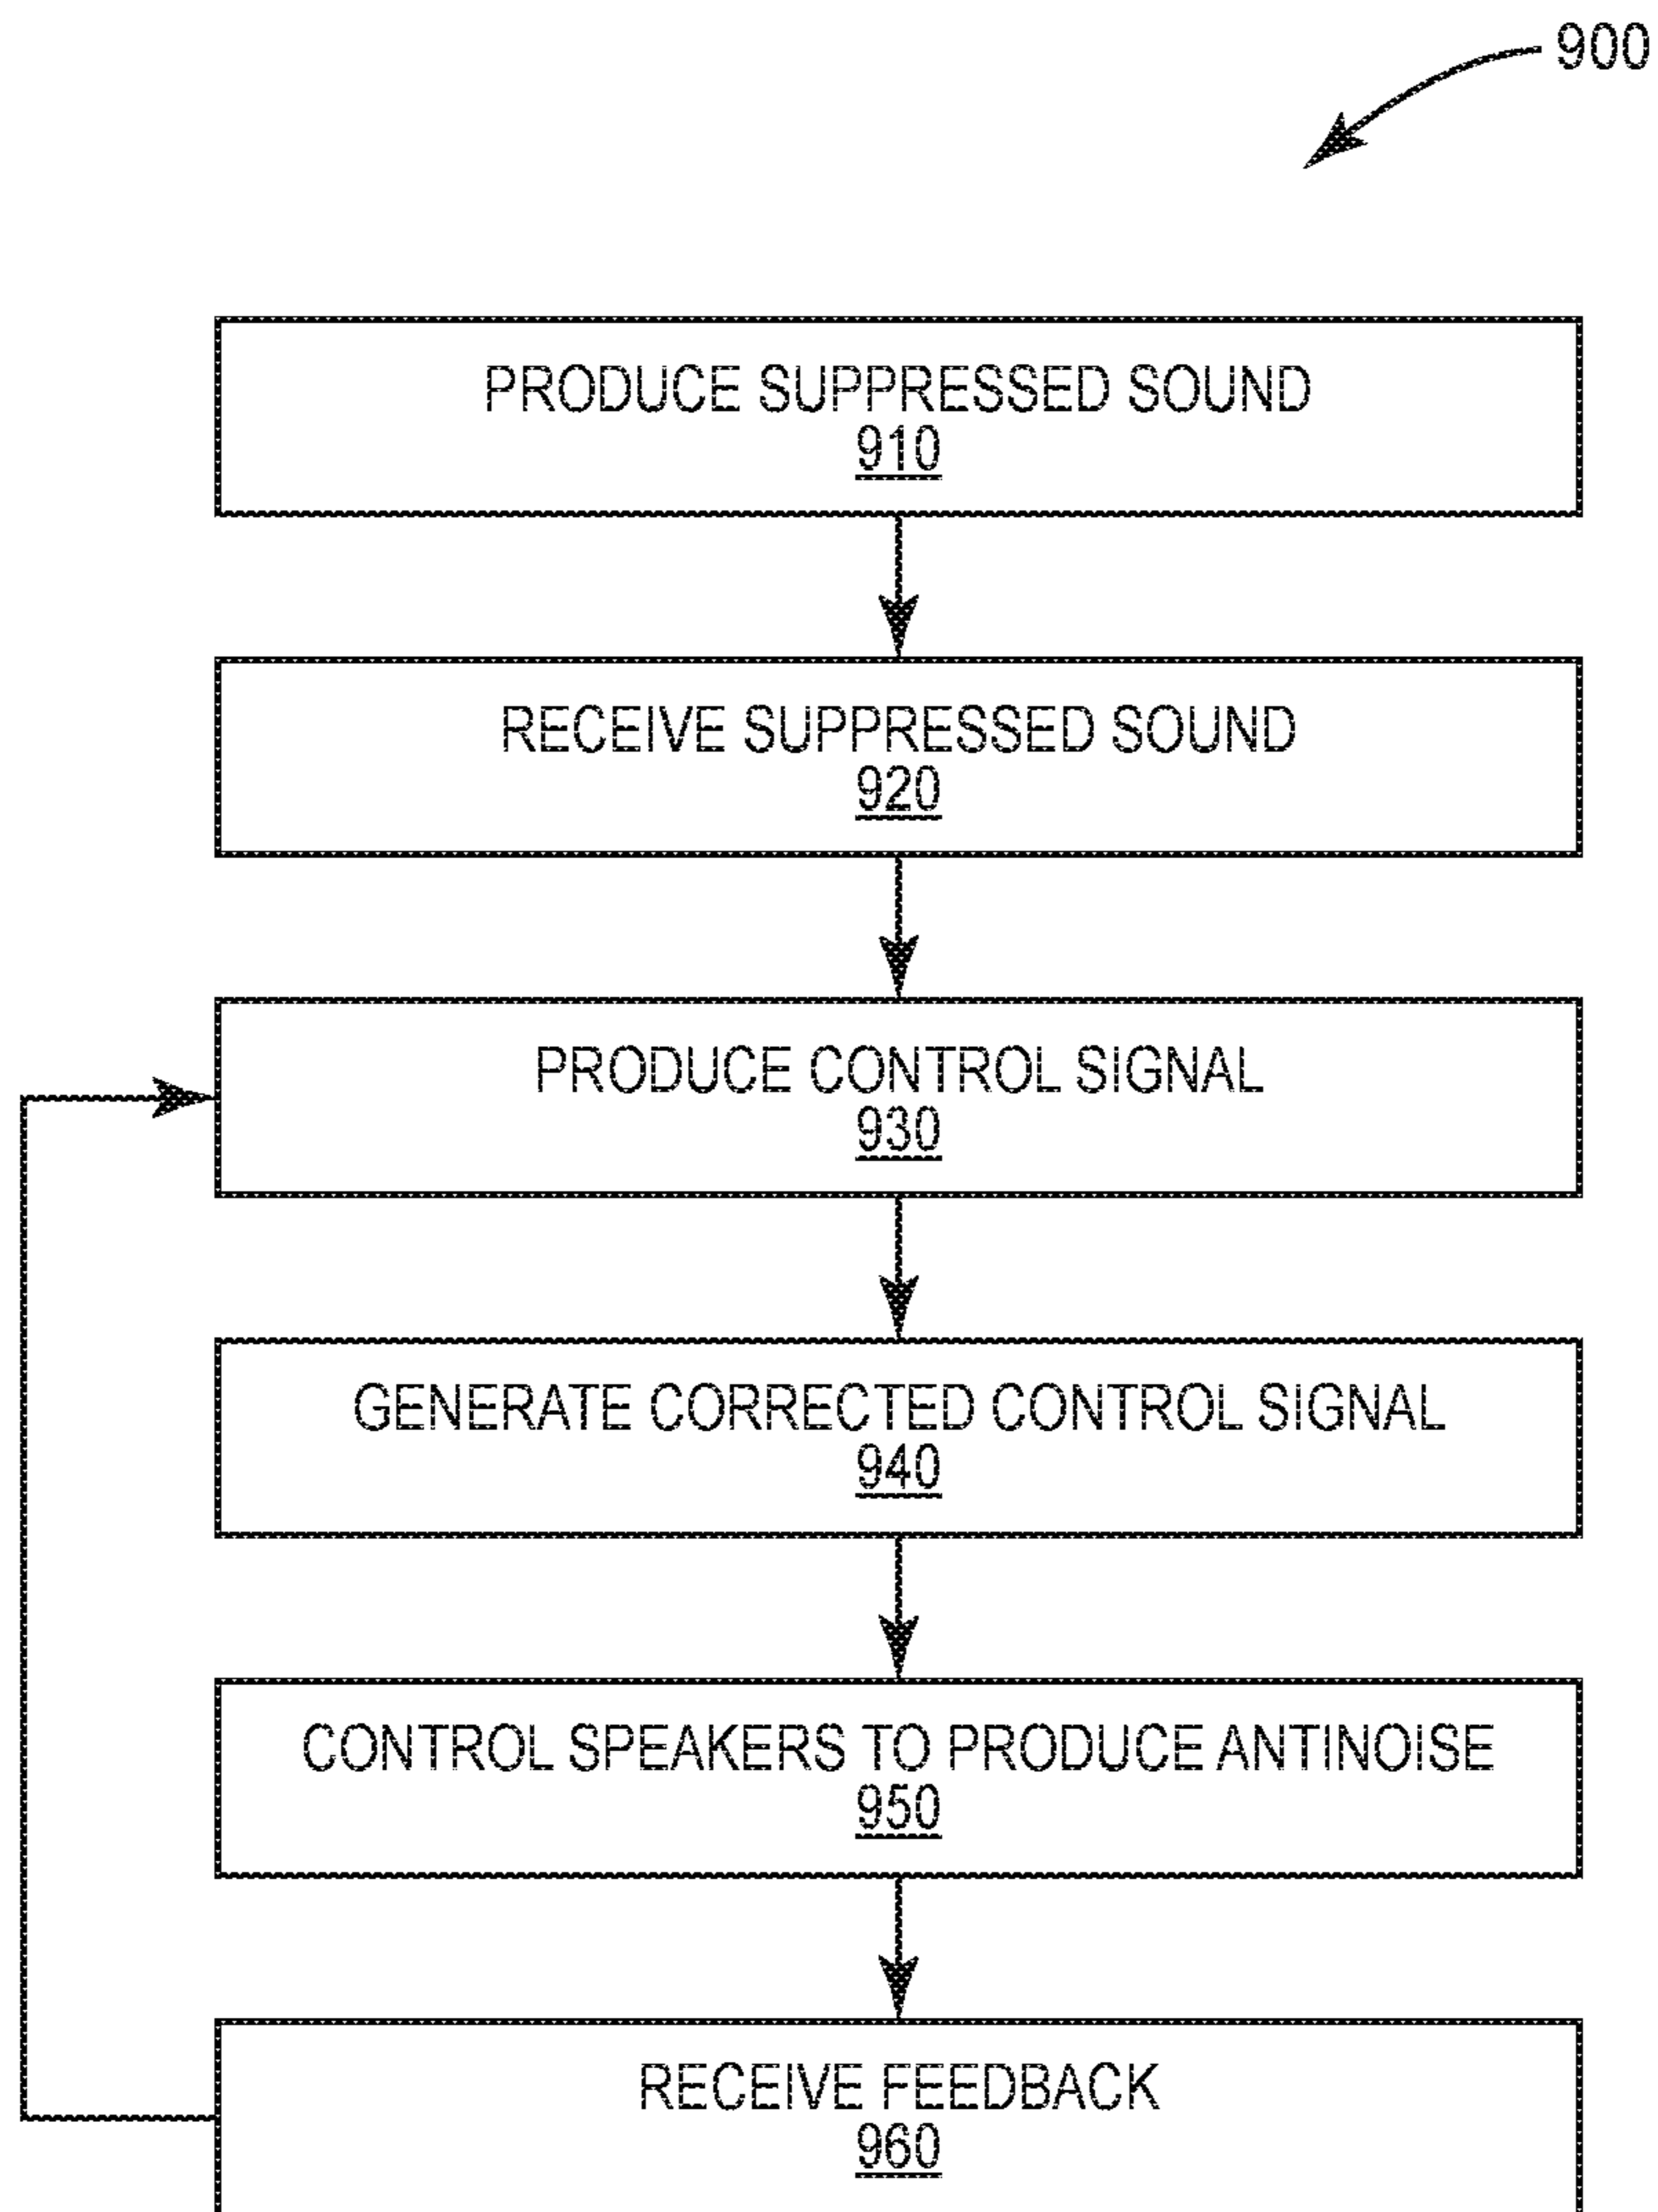 900
PRODUCE SUPPRESSED SOUND
910
RECEIVE SUPPRESSED SOUND
920
PRODUCE CONTROL SIGNAL
930
GENERATE CORRECTED CONTROL SIGNAL
940
CONTROL SPEAKERS TO PRODUCE ANTINOISE
950
RECEIVE FEEDBACK
960